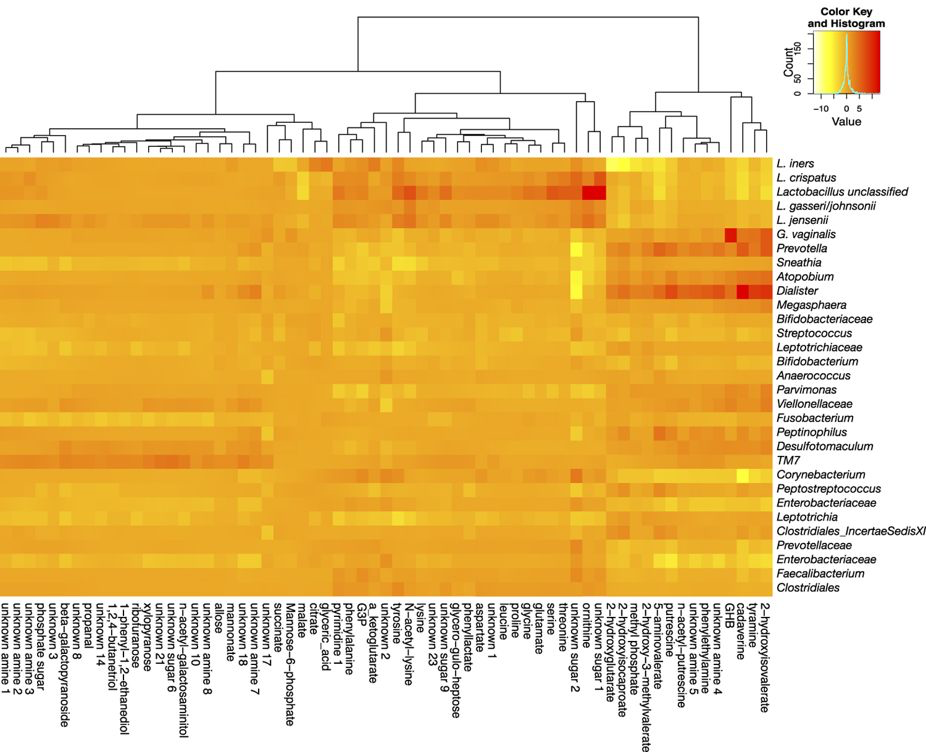 Color Key
and Histogram
Count
0 50 150
-10 0 5
Value
L. iners
L. crispatus
Lactobacillus unclassified
L. gasseri/johnsonii
L. jensenii
G. vaginalis
Prevotella
Sneathia
Atopobium
Dialister
Megasphaera
Bifidobacteriaceae
Streptococcus
Leptotrichiaceae
Bifidobacterium
Anaerococcus
Parvimonas
Viellonellaceae
Fusobacterium
Peptinophilus
Desulfotomaculum
TM7
Corynebacterium
Peptostreptococcus
Enterobacteriaceae
Leptotrichia
Clostridiales_IncertaeSedisXI
Prevotellaceae
Enterobacteriaceae
Faecalibacterium
Clostridiales
unknown amine 1
unknown amine 2
unknown amine 3
phosphate sugar
unknown 3
beta-galactopyranoside
unknown 8
propanal
unknown 14
1,2,4-butanetriol
1-phenyl-1,2-ethanediol
ribofuranose
xylopyranose
unknown 21
unknown sugar 6
n-acetyl-galactosaminitol
unknown 10
unknown amine 8
allose
mannonate
unknown 18
unknown amine 7
unknown 17
succinate
Mannose-6-phosphate
malate
citrate
glyceric_acid
pyrimidine 1
phenylalanine
G3P
a_ketoglutarate
unknown 2
tyrosine
N-acetyl-lysine
lysine
unknown 23
unknown sugar 9
glycero-gulo-heptose
phenyllactate
aspartate
unknown 1
leucine
proline
glycine
glutamate
serine
threonine
unknown sugar 2
ornithine
unknown sugar 1
2-hydroxyglutarate
2-hydroxyisocaproate
methyl phosphate
2-hydroxy-3-methylvalerate
5-aminovalerate
putrescine
n-acetyl-putrescine
unknown amine 5
phenylethylamine
unknown amine 4
GHB
cadaverine
tyramine
2-hydroxyisovalerate